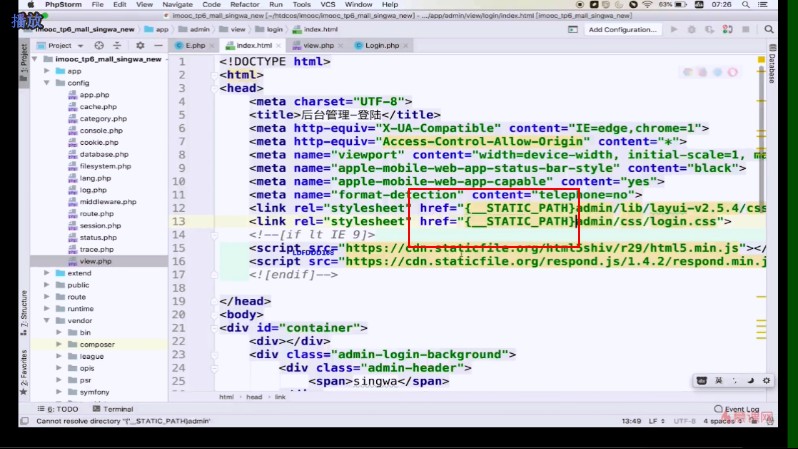 播放
PhpStorm File Edit View Navigate Code Refactor Run Tools VCS Window Help
63% 07:26
imooc_tp6_mall_singwa_new [~/htdcos/imooc/imooc_tp6_mall_singwa_new] - .../app/admin/view/login/index.html [imooc_tp6_mall_singwa_new]
imooc_tp6_mall_singwa_new app admin view login index.html Add Configuration...
Project E.php index.html view.php Login.php
1: Project
Database
imooc_tp6_mall_singwa_new
app
config
app.php
cache.php
category.php
console.php
cookie.php
database.php
filesystem.php
lang.php
log.php
middleware.php
route.php
session.php
status.php
trace.php
view.php
extend
public
route
runtime
vendor
bin
composer
league
opis
psr
symfony
7: Structure
2: Favorites
1 <!DOCTYPE html>
2 <html>
3 <head>
4 <meta charset="UTF-8">
5 <title>后台管理-登陆</title>
6 <meta http-equiv="X-UA-Compatible" content="IE=edge,chrome=1">
7 <meta http-equiv="Access-Control-Allow-Origin" content="*">
8 <meta name="viewport" content="width=device-width, initial-scale=1, ma
9 <meta name="apple-mobile-web-app-status-bar-style" content="black">
10 <meta name="apple-mobile-web-app-capable" content="yes">
11 <meta name="format-detection" content="telephone=no">
12 <link rel="stylesheet" href="{__STATIC_PATH}admin/lib/layui-v2.5.4/css
13 <link rel="stylesheet" href="{__STATIC_PATH}admin/css/login.css">
14 <!--[if lt IE 9]>
15 <script src="https://cdn.staticfile.org/html5shiv/r29/html5.min.js"></
16 <script src="https://cdn.staticfile.org/respond.js/1.4.2/respond.min.j
17 <![endif]-->
18
19 </head>
20 <body>
21 <div id="container">
22 <div></div>
23 <div class="admin-login-background">
24 <div class="admin-header">
25 <span>singwa</span>
html head link
英
6: TODO Terminal Event Log
Cannot resolve directory '{__STATIC_PATH}admin' 13:49 LF UTF-8 4 spaces
慕课网